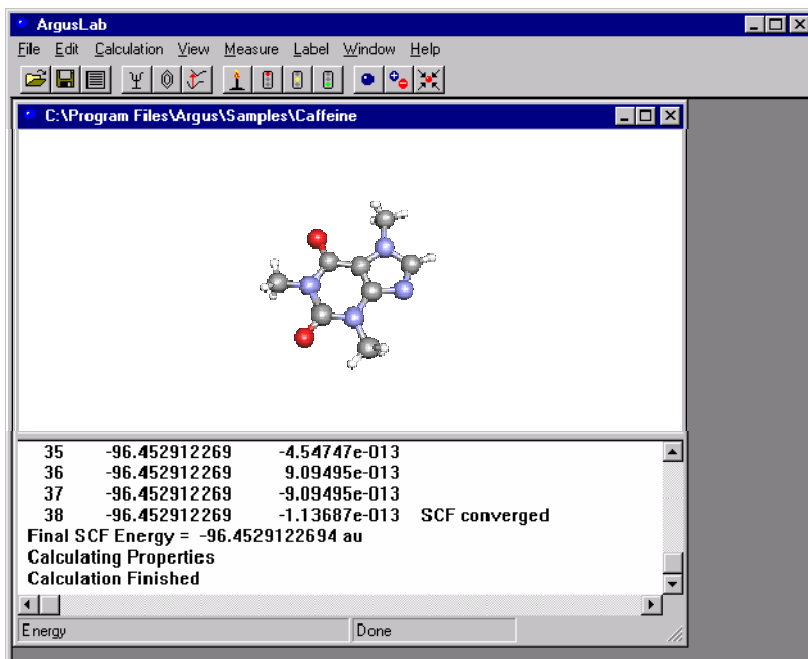 ArgusLab
File Edit Calculation View Measure Label Window Help
C:\Program Files\Argus\Samples\Caffeine
35 -96.452912269 -4.54747e-013
36 -96.452912269 9.09495e-013
37 -96.452912269 -9.09495e-013
38 -96.452912269 -1.13687e-013 SCF converged
Final SCF Energy = -96.4529122694 au
Calculating Properties
Calculation Finished
Energy Done